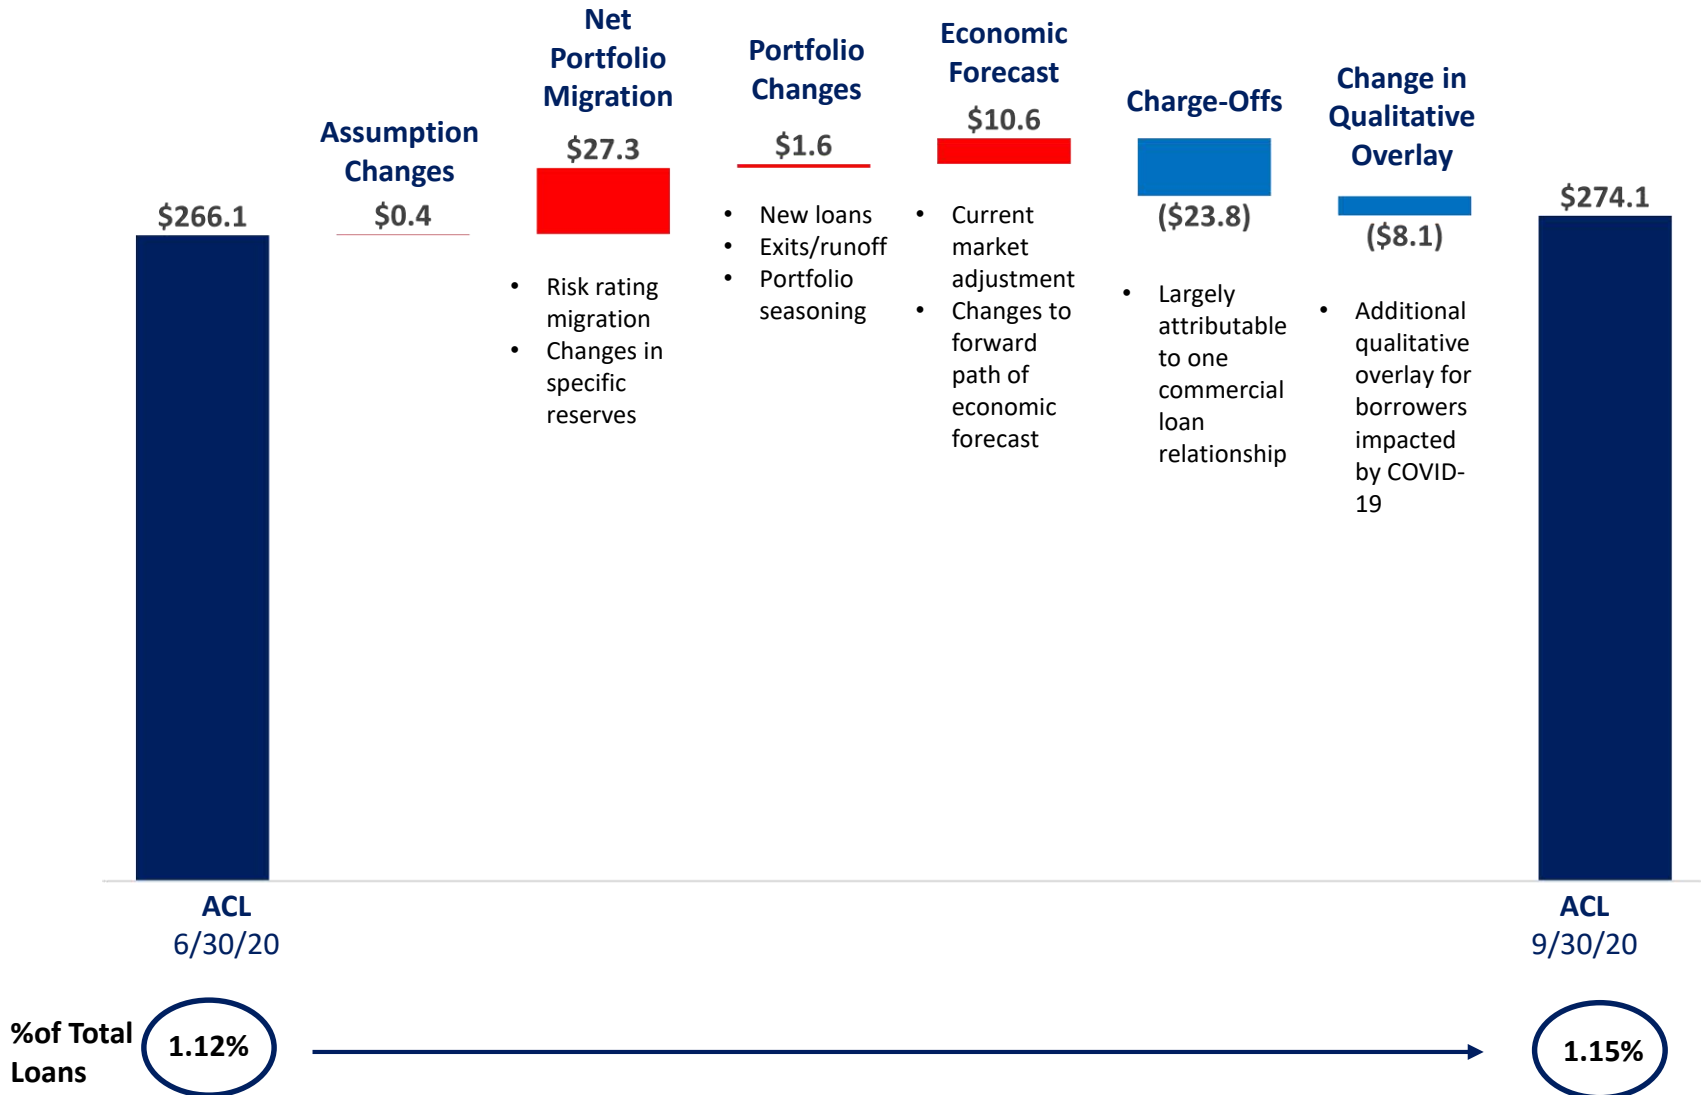 Assumption
Changes
$0.4
Net
Portfolio
Migration
$27.3
• Risk rating
migration
• Changes in
specific
reserves
Portfolio
Changes
$1.6
• New loans
• Exits/runoff
• Portfolio
seasoning
Economic
Forecast
$10.6
• Current
market
adjustment
• Changes to
forward
path of
economic
forecast
Charge-Offs
($23.8)
• Largely
attributable
to one
commercial
loan
relationship
Change in
Qualitative
Overlay
($8.1)
• Additional
qualitative
overlay for
borrowers
impacted
by COVID-
19
$266.1
$274.1
ACL
6/30/20
ACL
9/30/20
%of Total
Loans
1.12%
1.15%